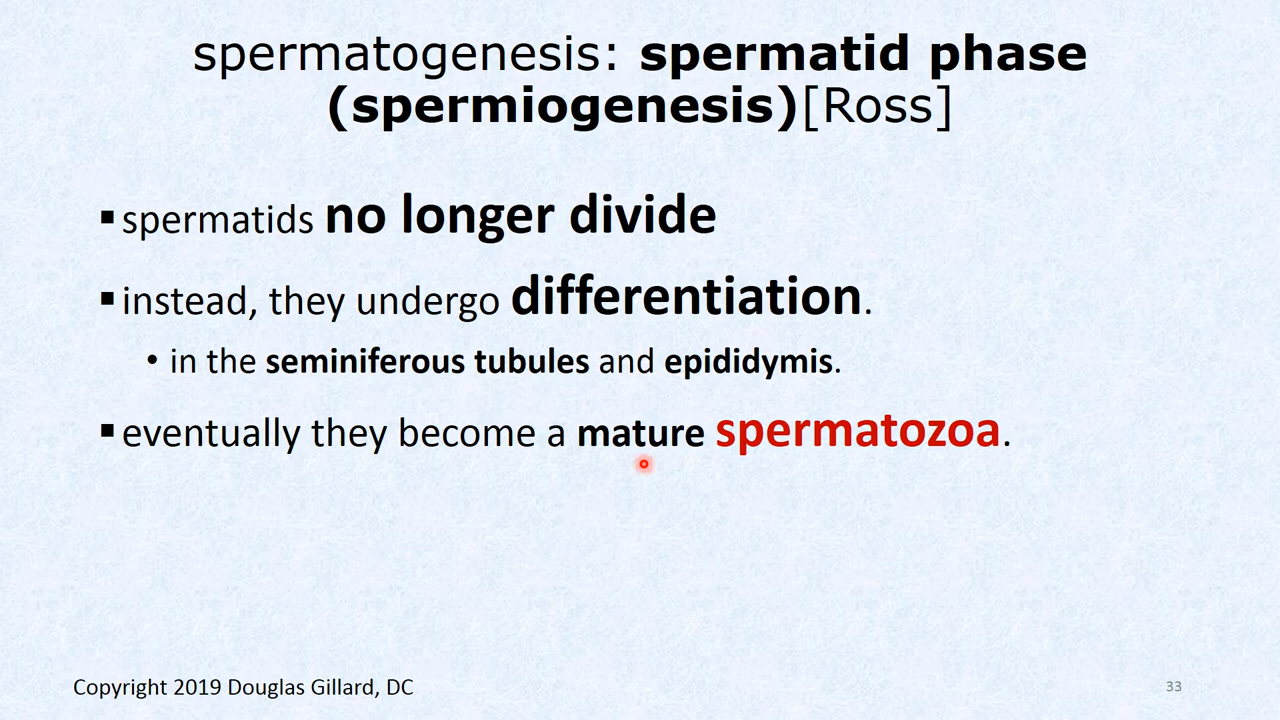 spermatogenesis: spermatid phase
(spermiogenesis)[Ross]
▪spermatids no longer divide
▪instead, they undergo differentiation.
• in the seminiferous tubules and epididymis.
▪eventually they become a mature spermatozoa.
Copyright 2019 Douglas Gillard, DC
33